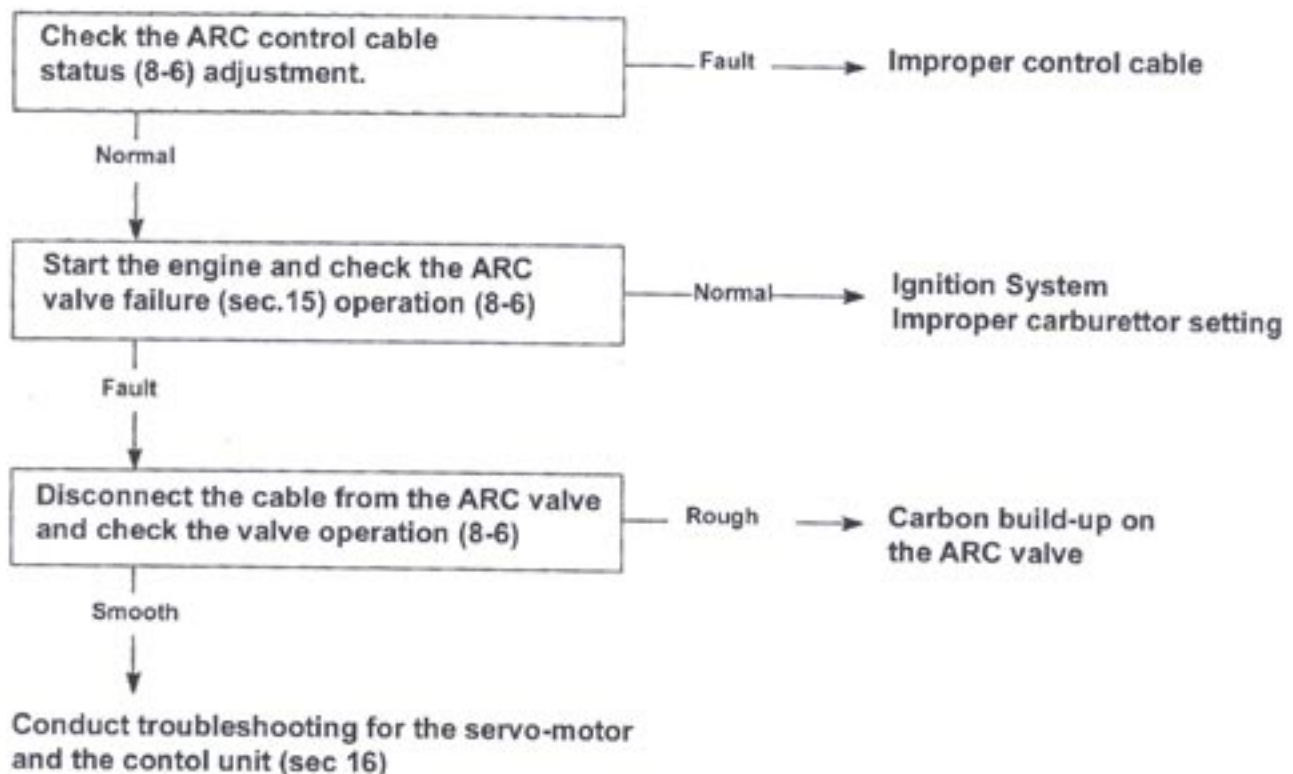 Check the ARC control cable
status (8-6) adjustment.
Fault
Improper control cable
Normal
Start the engine and check the ARC
valve failure (sec.15) operation (8-6)
Normal
Ignition System
Improper carburettor setting
Fault
Disconnect the cable from the ARC valve
and check the valve operation (8-6)
Rough
Carbon build-up on
the ARC valve
Smooth
Conduct troubleshooting for the servo-motor
and the contol unit (sec 16)